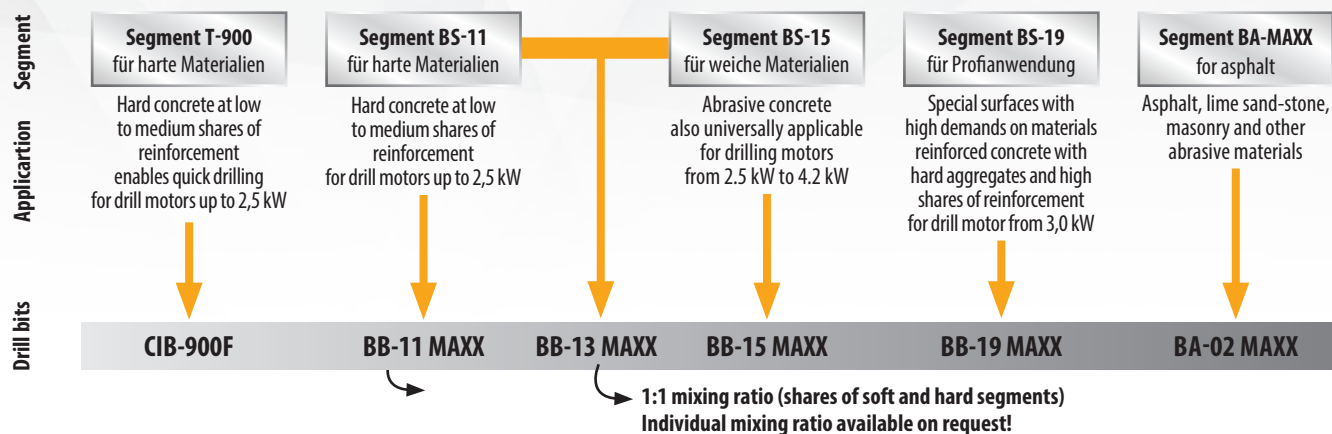 Segment
Segment T-900
für harte Materialien
Segment BS-11
für harte Materialien
Segment BS-15
für weiche Materialien
Segment BS-19
für Profianwendung
Segment BA-MAXX
for asphalt
Applicartion
Hard concrete at low
to medium shares of
reinforcement
enables quick drilling
for drill motors up to 2,5 kW
Hard concrete at low
to medium shares of
reinforcement
for drill motors up to 2,5 kW
Abrasive concrete
also universally applicable
for drilling motors
from 2.5 kW to 4.2 kW
Special surfaces with
high demands on materials
reinforced concrete with
hard aggregates and high
shares of reinforcement
for drill motor from 3,0 kW
Asphalt, lime sand-stone,
masonry and other
abrasive materials
Drill bits
CIB-900F
BB-11 MAXX
BB-13 MAXX
BB-15 MAXX
BB-19 MAXX
BA-02 MAXX
1:1 mixing ratio (shares of soft and hard segments)
Individual mixing ratio available on request!